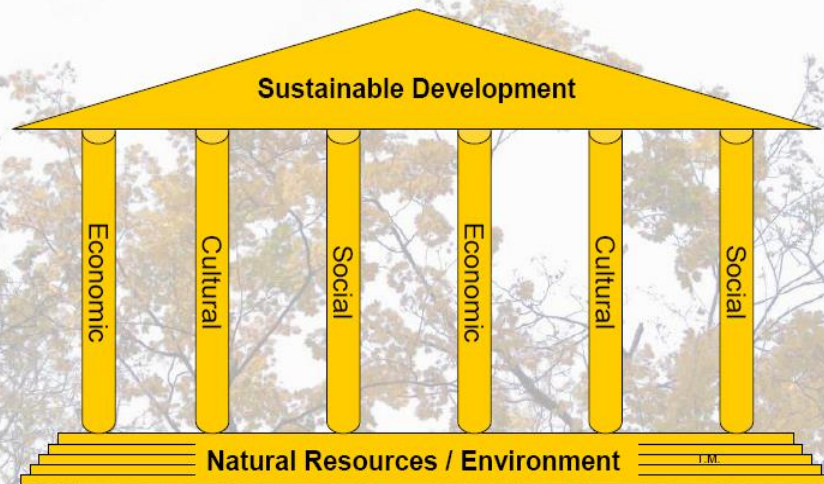 Sustainable Development
Economic
Cultural
Social
Economic
Cultural
Social
Natural Resources / Environment
T.M.